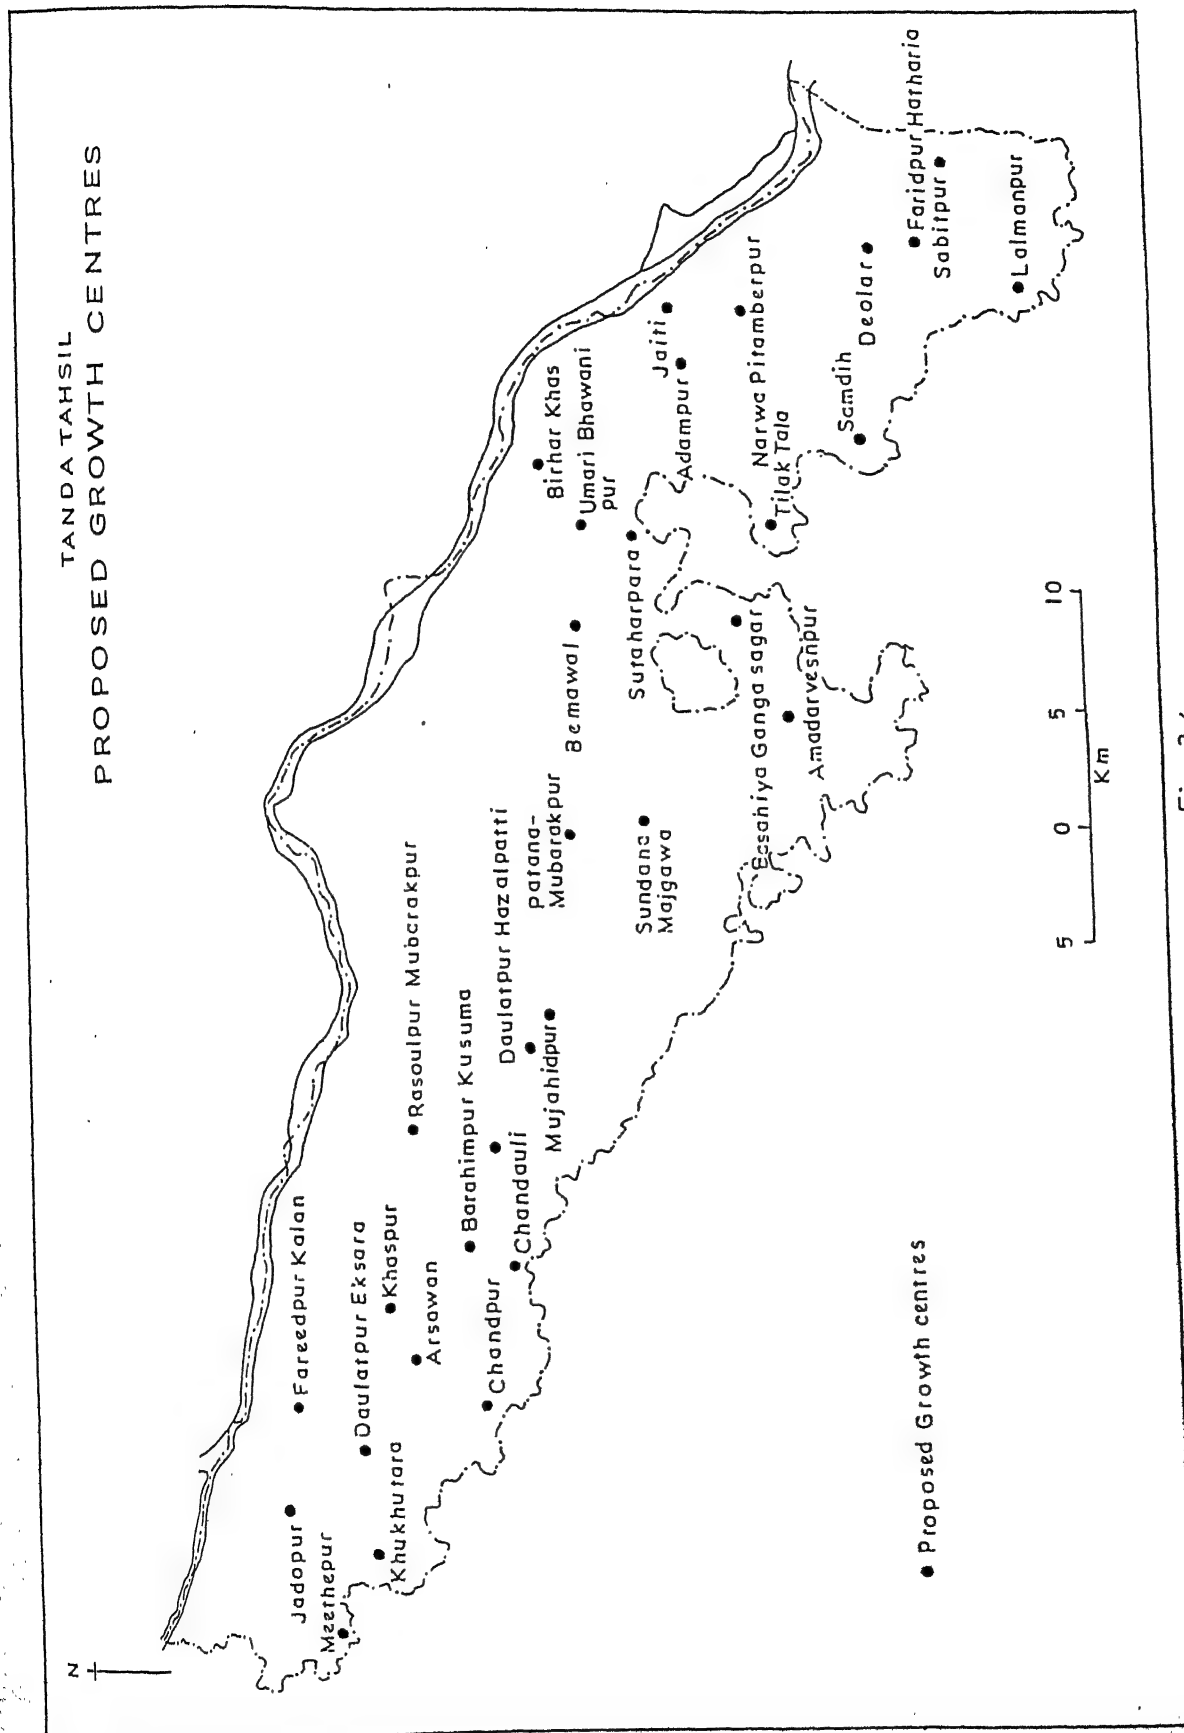 TANDA TAHSIL
PROPOSED GROWTH CENTRES
N
Jadopur
Meethepur
Khukhutara
Fareedpur Kalan
Daulatpur Eksara
Khaspur
Arsawan
Chandpur
Rasoulpur Mubarakpur
Barahimpur Kusuma
Chandauli
Daulatpur Hazalpatti
Mujahidpur
Patana-
Mubarakpur
Sundana
Majgawa
Bemawal
Sutaharpara
Basahiya Ganga sagar
Amadarvesnpur
Birhar Khas
Umari Bhawani
pur
Jaiti
Adampur
Narwa Pitamberpur
Tilak Tala
Samdih
Deolar
Faridpur Hatharia
Sabitpur
Lalmanpur
Proposed Growth centres
5 0 5 10
Km